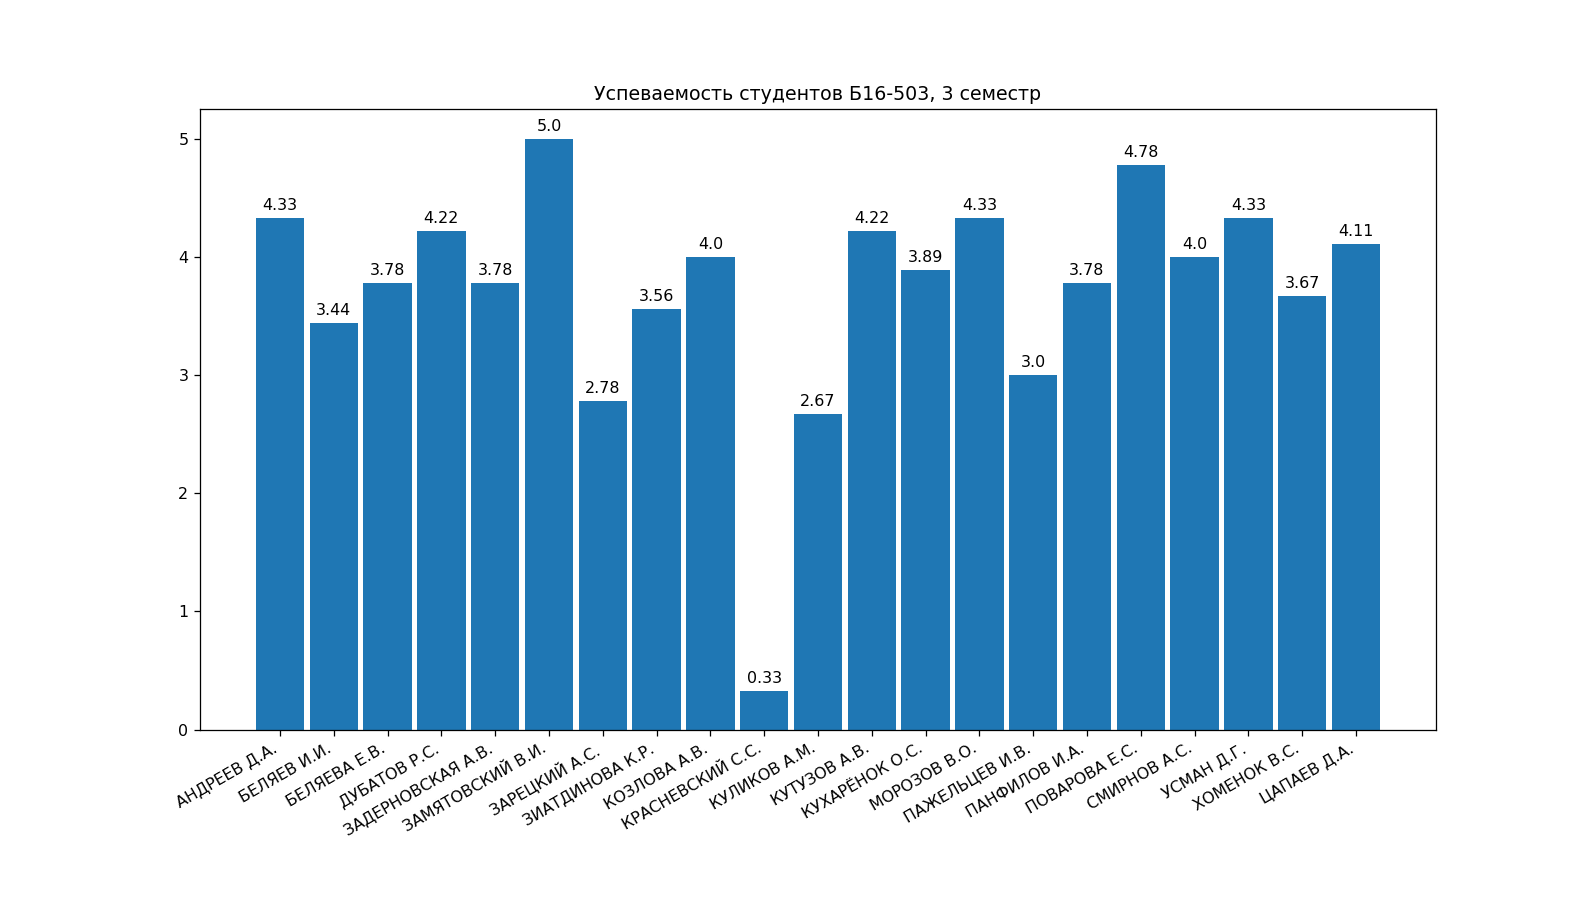 Успеваемость студентов Б16-503, 3 семестр
5
4
3
2
1
0
4.33
3.44
3.78
4.22
3.78
5.0
2.78
3.56
4.0
0.33
2.67
4.22
3.89
4.33
3.0
3.78
4.78
4.0
4.33
3.67
4.11
АНДРЕЕВ Д.А.
БЕЛЯЕВ И.И.
БЕЛЯЕВА Е.В.
ДУБАТОВ Р.С.
ЗАДЕРНОВСКАЯ А.В.
ЗАМЯТОВСКИЙ В.И.
ЗАРЕЦКИЙ А.С.
ЗИАТДИНОВА К.Р.
КОЗЛОВА А.В.
КРАСНЕВСКИЙ С.С.
КУЛИКОВ А.М.
КУТУЗОВ А.В.
КУХАРЁНОК О.С.
МОРОЗОВ В.О.
ПАЖЕЛЬЦЕВ И.В.
ПАНФИЛОВ И.А.
ПОВАРОВА Е.С.
СМИРНОВ А.С.
УСМАН Д.Г.
ХОМЕНОК В.С.
ЦАПАЕВ Д.А.